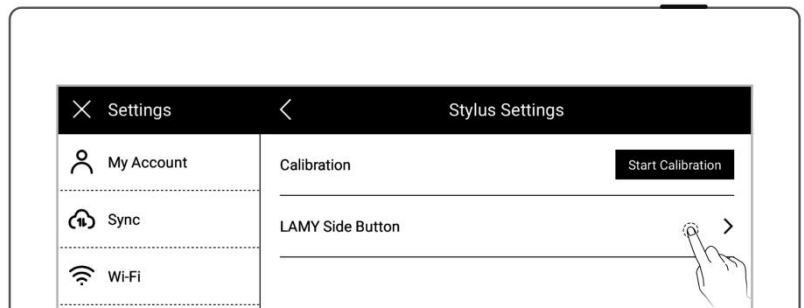 Settings
Stylus Settings
My Account
Calibration
Start Calibration
Sync
LAMY Side Button
Wi-Fi